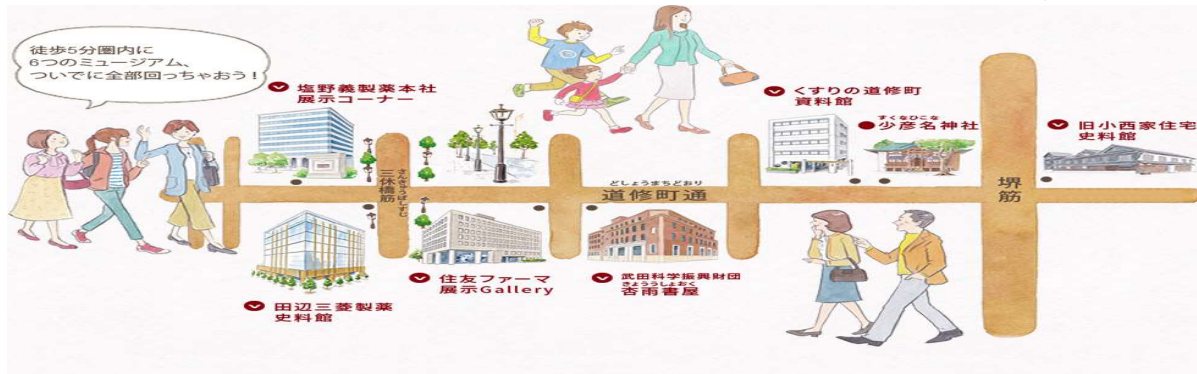 徒歩5分圏内に
6つのミュージアム、
ついでに全部回っちゃおう!
塩野義製薬本社
展示コーナー
くすりの道修町
資料館
すくなひこな
少彦名神社
旧小西家住宅
史料館
さんきゅうばしすじ
三休橋筋
どしょうまちどおり
道修町通
堺筋
田辺三菱製薬
史料館
住友ファーマ
展示Gallery
武田科学振興財団
きょううしょおく
杏雨書屋